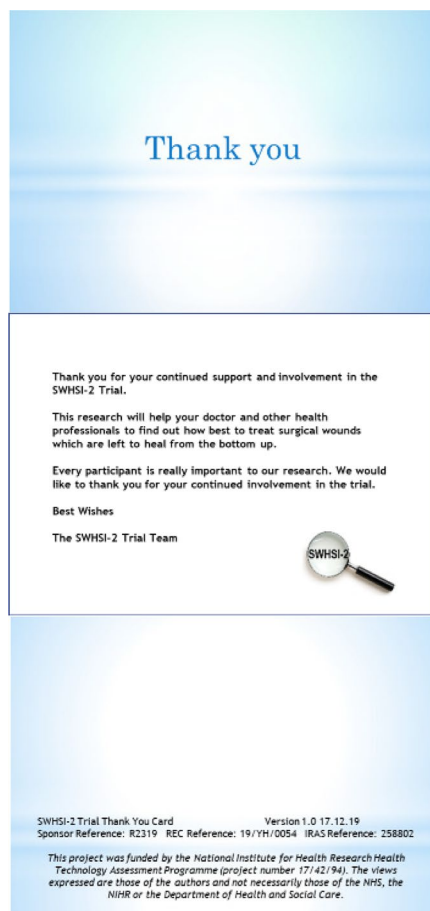 Thank you
Thank you for your continued support and involvement in the
SWHSI-2 Trial.
This research will help your doctor and other health
professionals to find out how best to treat surgical wounds
which are left to heal from the bottom up.
Every participant is really important to our research. We would
like to thank you for your continued involvement in the trial.
Best Wishes
The SWHSI-2 Trial Team
SWHSI-2
SWHSI-2 Trial Thank You Card Version 1.0 17.12.19
Sponsor Reference: R2319 REC Reference: 19/YH/0054 IRAS Reference: 258802
This project was funded by the National Institute for Health Research Health
Technology Assessment Programme (project number 17/42/94). The views
expressed are those of the authors and not necessarily those of the NHS, the
NIHR or the Department of Health and Social Care.